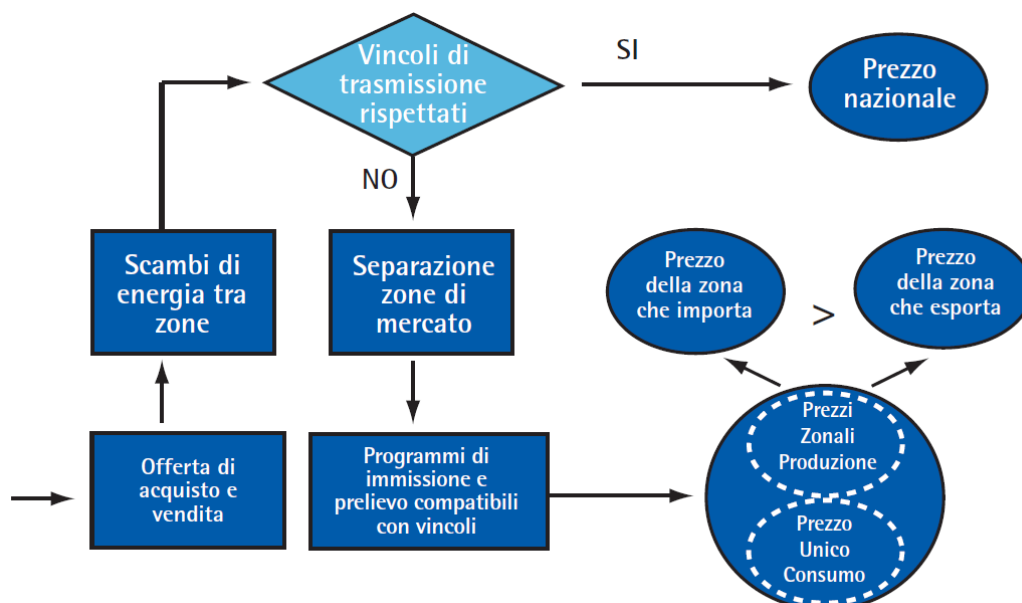 Vincoli di
trasmissione
rispettati
SI
Prezzo
nazionale
NO
Scambi di
energia tra
zone
Separazione
zone di
mercato
Prezzo
della zona
che importa
>
Prezzo
della zona
che esporta
Offerta di
acquisto e
vendita
Programmi di
immissione e
prelievo compatibili
con vincoli
Prezzi
Zonali
Produzione
Prezzo
Unico
Consumo